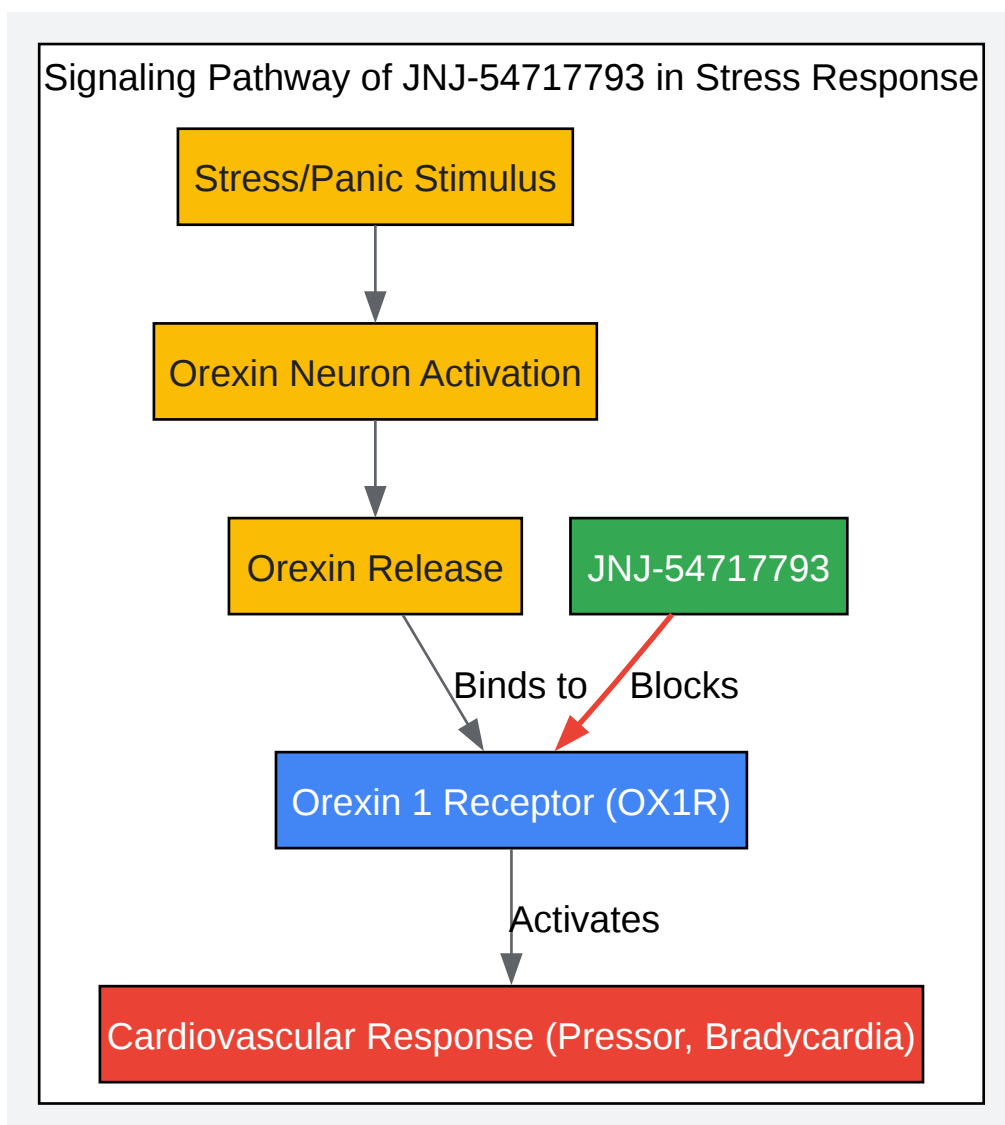 Signaling Pathway of JNJ-54717793 in Stress Response
Stress/Panic Stimulus
Orexin Neuron Activation
Orexin Release
JNJ-54717793
Binds to
Blocks
Orexin 1 Receptor (OX1R)
Activates
Cardiovascular Response (Pressor, Bradycardia)